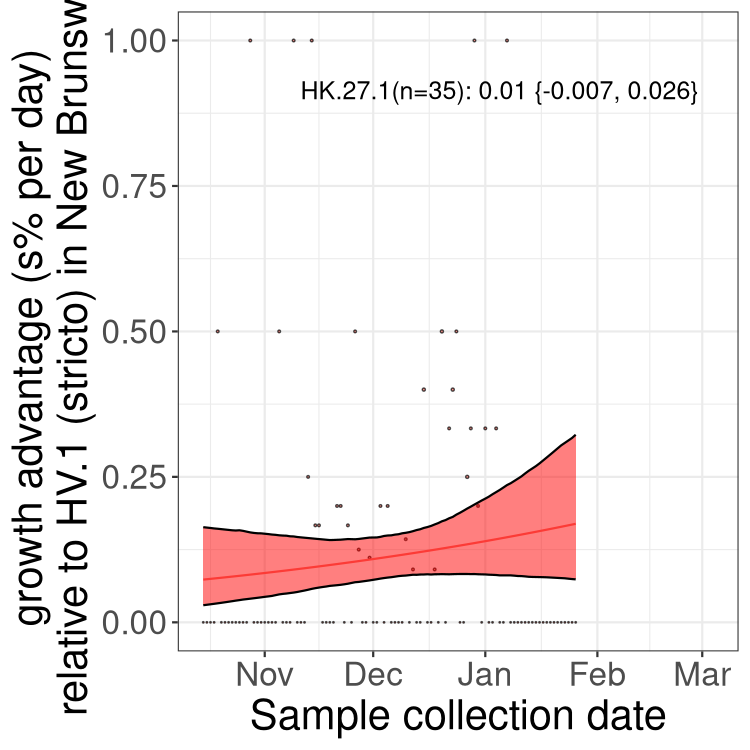 growth advantage (s% per day)
relative to HV.1 (stricto) in New Brunsw
1.00
HK.27.1(n=35): 0.01 {-0.007, 0.026}
0.75
0.50
0.25
0.00
Nov Dec Jan Feb Mar
Sample collection date